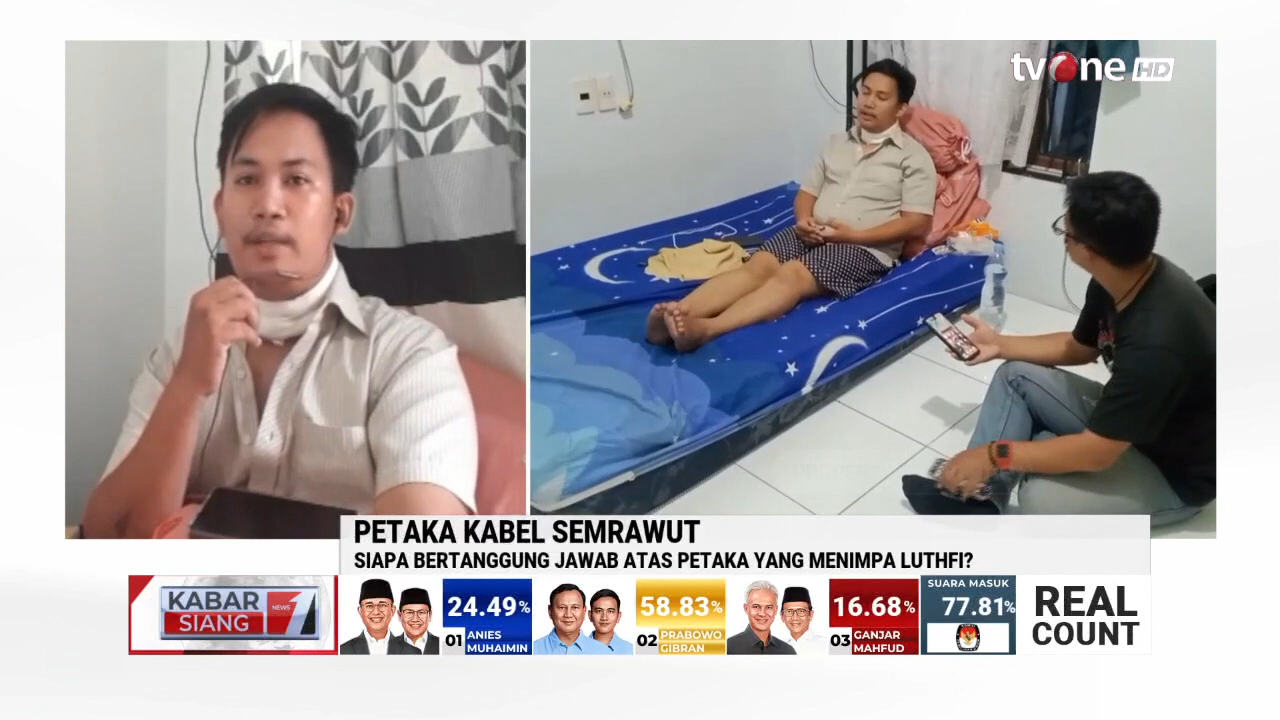 tvOne HD
PETAKA KABEL SEMRAWUT
SIAPA BERTANGGUNG JAWAB ATAS PETAKA YANG MENIMPA LUTHFI?
KABAR
SIANG
NEWS
1
24.49%
01 ANIES
MUHAIMIN
58.83%
02 PRABOWO
GIBRAN
16.68%
03 GANJAR
MAHFUD
SUARA MASUK
77.81%
REAL
COUNT